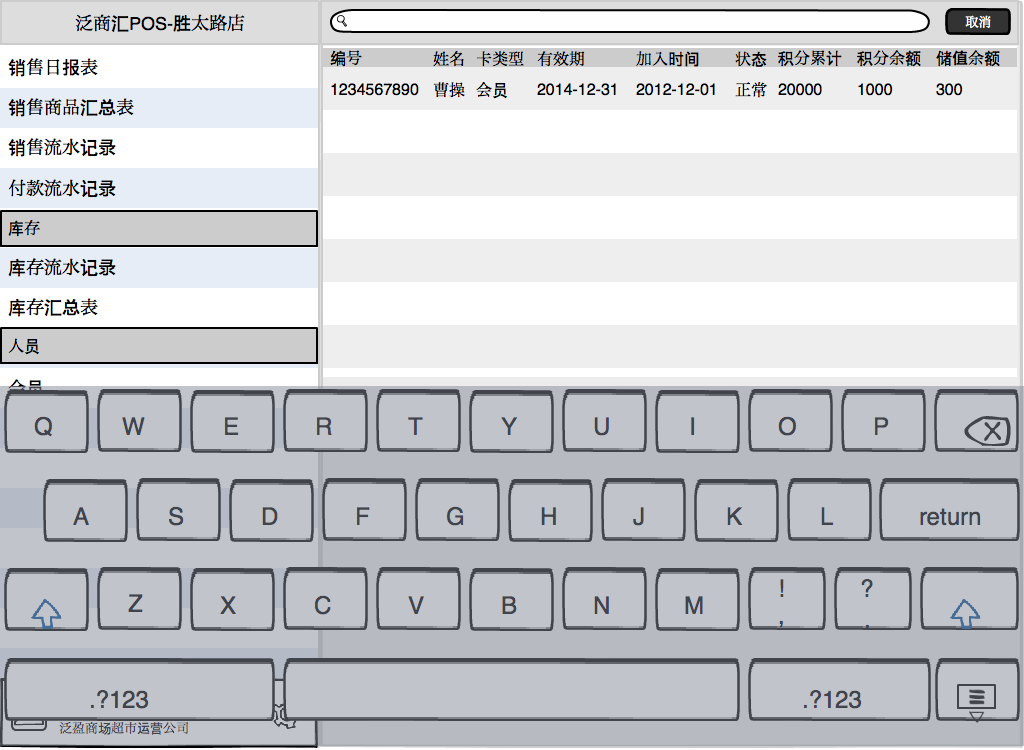 泛商汇POS-胜太路店
取消
销售日报表
销售商品汇总表
销售流水记录
付款流水记录
库存
库存流水记录
库存汇总表
人员
会员
编号 姓名 卡类型 有效期 加入时间 状态 积分累计 积分余额 储值余额
1234567890 曹操 会员 2014-12-31 2012-12-01 正常 20000 1000 300
Q W E R T Y U I O P
A S D F G H J K L return
Z X C V B N M ! , ? .
.?123 .?123
泛盈商场超市运营公司